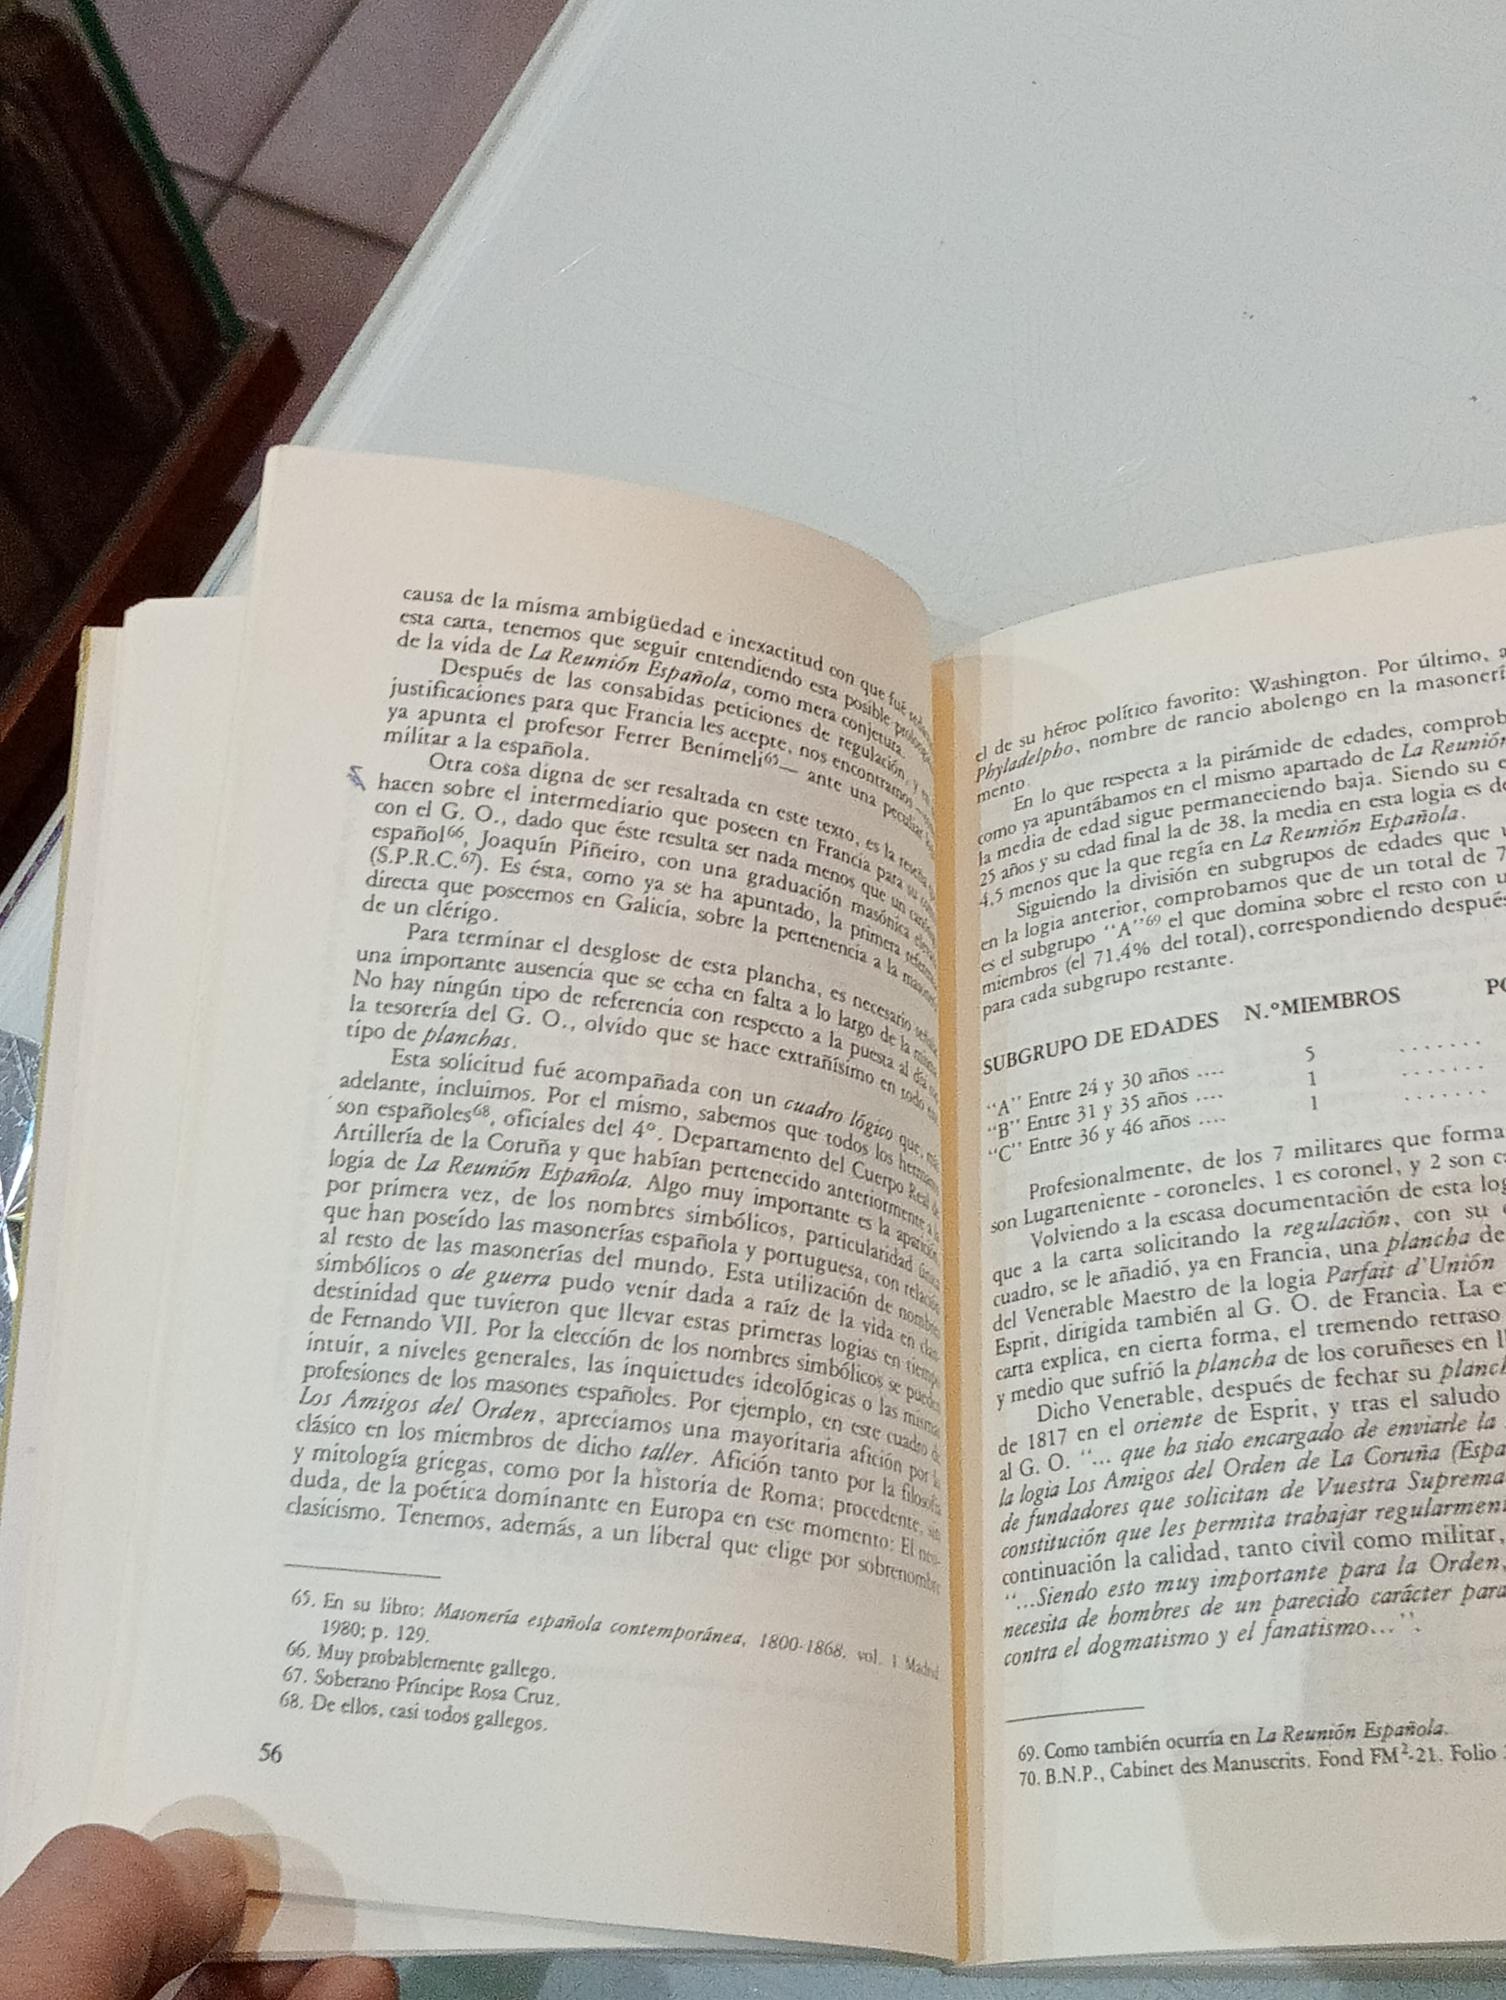 causa de la misma ambigüedad e inexactitud con que fué
esta carta, tenemos que seguir entendiendo esta posible
de la vida de La Reunión Española, como mera conjetura.
Después de las consabidas peticiones de regulación, y
justificaciones para que Francia les acepte, nos encontramos
ya apunta el profesor Ferrer Benimeli⁶⁵— ante una peculiar
militar a la española.
Otra cosa digna de ser resaltada en este texto, es la
hacen sobre el intermediario que poseen en Francia para su
con el G. O., dado que éste resulta ser nada menos que un
español⁶⁶, Joaquín Piñeiro, con una graduación masónica
(S.P.R.C.⁶⁷). Es ésta, como ya se ha apuntado, la primera
directa que poseemos en Galicia, sobre la pertenencia a la
de un clérigo.
Para terminar el desglose de esta plancha, es necesario
una importante ausencia que se echa en falta a lo largo de la misma.
No hay ningún tipo de referencia con respecto a la puesta al día
la tesorería del G. O., olvido que se hace extrañísimo en todo
tipo de planchas.
Esta solicitud fué acompañada con un cuadro lógico que, más
adelante, incluimos. Por el mismo, sabemos que todos los hermanos
son españoles⁶⁸, oficiales del 4º. Departamento del Cuerpo Real de
Artillería de la Coruña y que habían pertenecido anteriormente a la
logia de La Reunión Española. Algo muy importante es la aparición,
por primera vez, de los nombres simbólicos, particularidad única
que han poseído las masonerías española y portuguesa, con relación
al resto de las masonerías del mundo. Esta utilización de nombres
simbólicos o de guerra pudo venir dada a raíz de la vida en clan-
destinidad que tuvieron que llevar estas primeras logias en tiempo
de Fernando VII. Por la elección de los nombres simbólicos se pueden
intuir, a niveles generales, las inquietudes ideológicas o las mismas
profesiones de los masones españoles. Por ejemplo, en este cuadro de
Los Amigos del Orden, apreciamos una mayoritaria afición por lo
clásico en los miembros de dicho taller. Afición tanto por la filosofía
y mitología griegas, como por la historia de Roma; procedente, sin
duda, de la poética dominante en Europa en ese momento: El neo-
clasicismo. Tenemos, además, a un liberal que elige por sobrenombre
65. En su libro: Masonería española contemporánea, 1800-1868, vol. I Madrid
1980; p. 129.
66. Muy probablemente gallego.
67. Soberano Príncipe Rosa Cruz.
68. De ellos, casi todos gallegos.
56
el de su héroe político favorito: Washington. Por último,
Phyladelpho, nombre de rancio abolengo en la
mento.
En lo que respecta a la pirámide de edades,
como ya apuntábamos en el mismo apartado de La Reunión
la media de edad sigue permaneciendo baja. Siendo su
25 años y su edad final la de 38, la media en esta logia es
4,5 menos que la que regía en La Reunión Española.
Siguiendo la división en subgrupos de edades que
en la logia anterior, comprobamos que de un total de 7
es el subgrupo ‘‘A’’⁶⁹ el que domina sobre el resto con
miembros (el 71,4% del total), correspondiendo después
para cada subgrupo restante.
SUBGRUPO DE EDADES N.º MIEMBROS
‘‘A’’ Entre 24 y 30 años .... 5 .......
‘‘B’’ Entre 31 y 35 años .... 1 .......
‘‘C’’ Entre 36 y 46 años .... 1 .......
Profesionalmente, de los 7 militares que
son Lugarteniente - coroneles, 1 es coronel, y 2 son
Volviendo a la escasa documentación de esta
que a la carta solicitando la regulación, con su
cuadro, se le añadió, ya en Francia, una plancha
del Venerable Maestro de la logia Parfait d’Unión
Esprit, dirigida también al G. O. de Francia. La
carta explica, en cierta forma, el tremendo retraso
y medio que sufrió la plancha de los coruñeses en
Dicho Venerable, después de fechar su
de 1817 en el oriente de Esprit, y tras el saludo
al G. O. ‘‘... que ha sido encargado de enviarle la
la logia Los Amigos del Orden de La Coruña
de fundadores que solicitan de Vuestra
constitución que les permita trabajar
continuación la calidad, tanto civil como militar,
‘‘...Siendo esto muy importante para la Orden,
necesita de hombres de un parecido carácter para
contra el dogmatismo y el fanatismo...’’.
69. Como también ocurría en La Reunión Española.
70. B.N.P., Cabinet des Manuscrits. Fond FM²-21. Folio